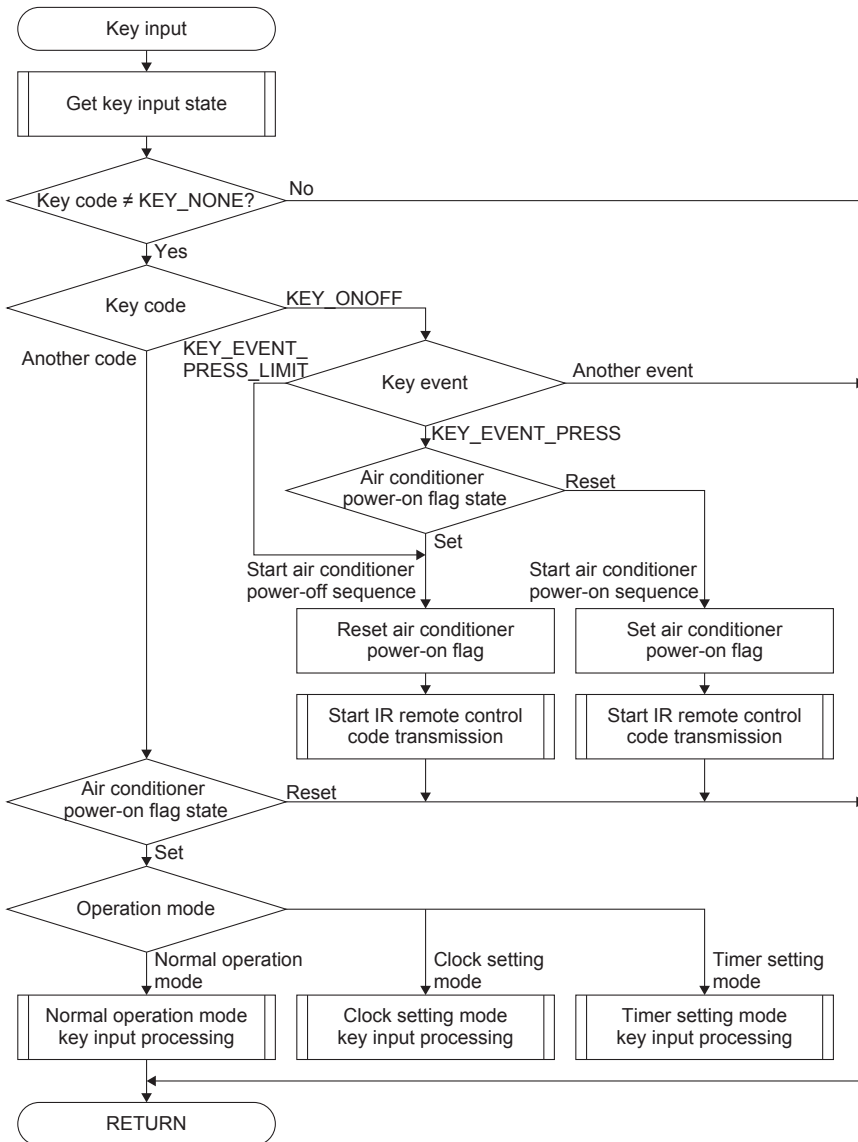 Key input
Get key input state
Key code ≠ KEY_NONE?
No
Yes
Key code
KEY_ONOFF
Another code
KEY_EVENT_
PRESS_LIMIT
Key event
Another event
KEY_EVENT_PRESS
Air conditioner
power-on flag state
Reset
Set
Start air conditioner
power-off sequence
Start air conditioner
power-on sequence
Reset air conditioner
power-on flag
Set air conditioner
power-on flag
Start IR remote control
code transmission
Start IR remote control
code transmission
Air conditioner
power-on flag state
Reset
Set
Operation mode
Normal operation
mode
Clock setting
mode
Timer setting
mode
Normal operation mode
key input processing
Clock setting mode
key input processing
Timer setting mode
key input processing
RETURN